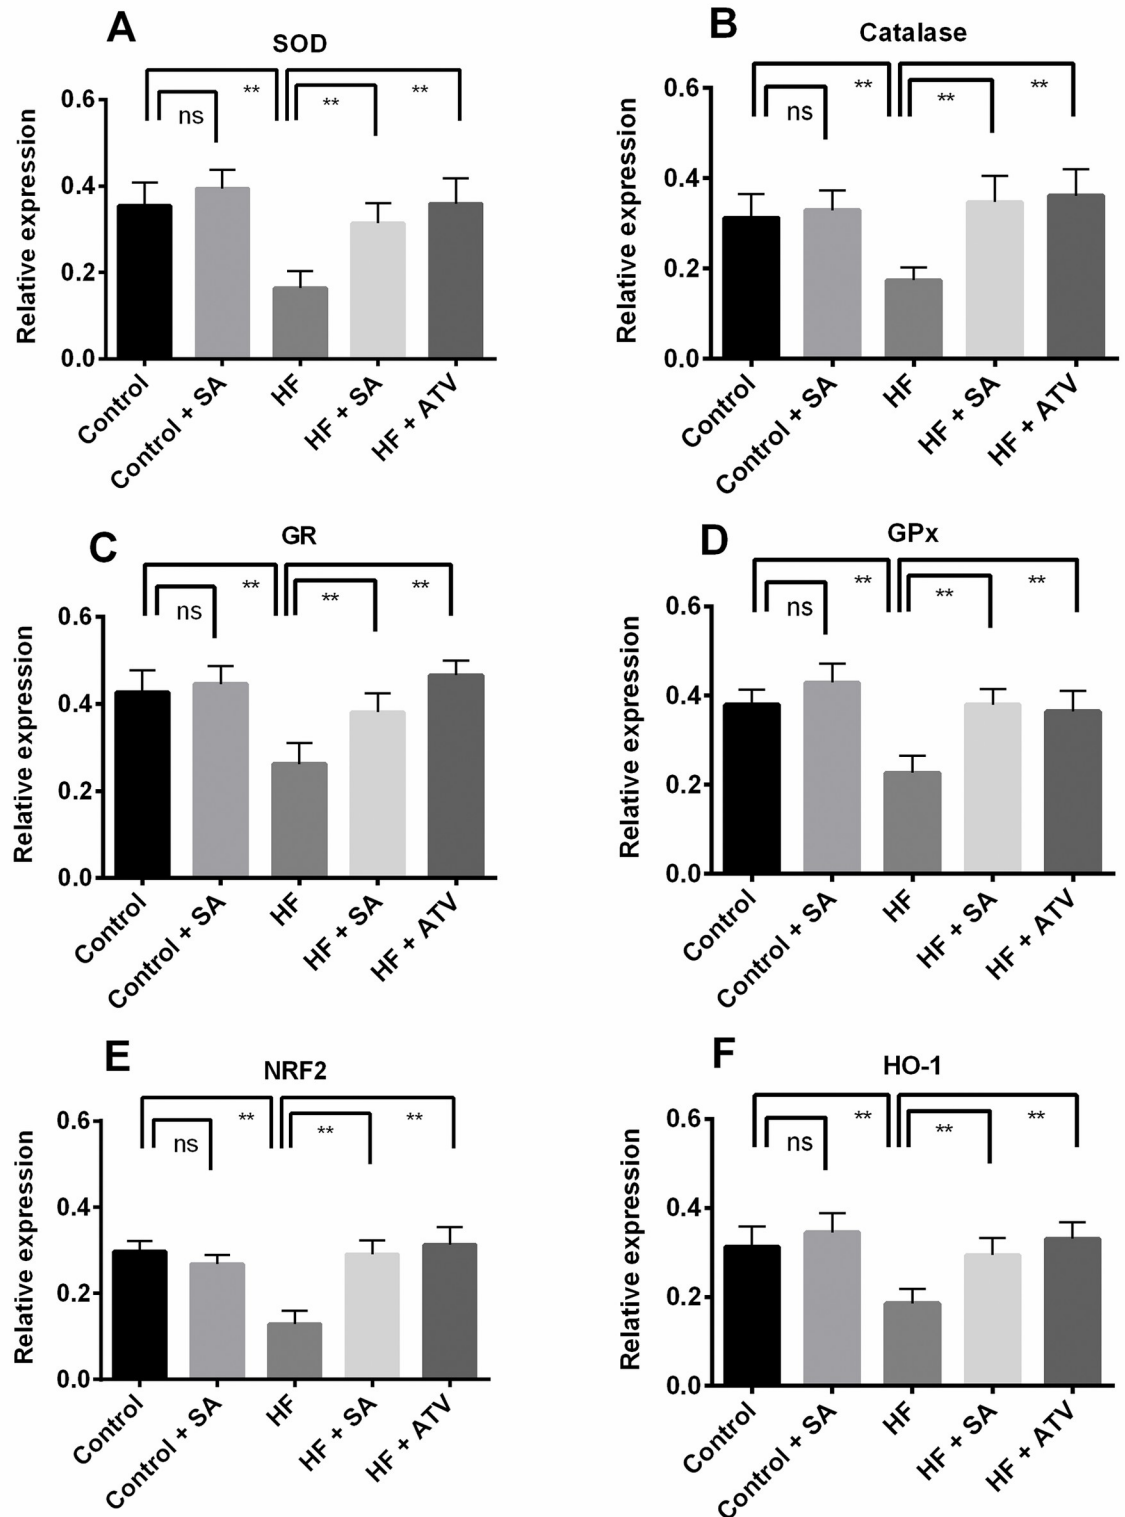 A
SOD
Relative expression
0.6
0.4
0.2
0.0
ns
**
**
**
Control
Control + SA
HF
HF + SA
HF + ATV
B
Catalase
Relative expression
0.6
0.4
0.2
0.0
ns
**
**
**
Control
Control + SA
HF
HF + SA
HF + ATV
C
GR
Relative expression
0.6
0.4
0.2
0.0
ns
**
**
**
Control
Control + SA
HF
HF + SA
HF + ATV
D
GPx
Relative expression
0.6
0.4
0.2
0.0
ns
**
**
**
Control
Control + SA
HF
HF + SA
HF + ATV
E
NRF2
Relative expression
0.6
0.4
0.2
0.0
ns
**
**
**
Control
Control + SA
HF
HF + SA
HF + ATV
F
HO-1
Relative expression
0.6
0.4
0.2
0.0
ns
**
**
**
Control
Control + SA
HF
HF + SA
HF + ATV